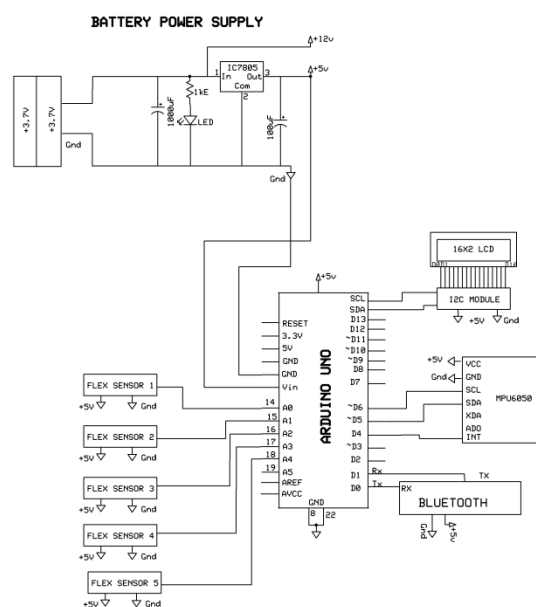 BATTERY POWER SUPPLY
+12v
+5v
IC7805
1 In Out 3
Com
2
+3.7V
+3.7V
Gnd
1000uF
1kE
LED
100uF
Gnd
16X2 LCD
I2C MODULE
+5V Gnd
+5v
ARDUINO UNO
RESET
3.3V
5V
GND
GND
Vin
14 A0
15 A1
16 A2
17 A3
18 A4
19 A5
AREF
AVCC
GND
8 22
SCL
SDA
D13
D12
~D11
~D10
~D9
D8
D7
~D6
~D5
D4
~D3
D2
D1
D0
Rx
Tx
FLEX SENSOR 1
+5V Gnd
FLEX SENSOR 2
+5V Gnd
FLEX SENSOR 3
+5V Gnd
FLEX SENSOR 4
+5V Gnd
FLEX SENSOR 5
+5V Gnd
+5V
Gnd
VCC
GND
SCL
SDA
XDA
ADO
INT
MPU6050
TX
RX
BLUETOOTH
Gnd
+5v